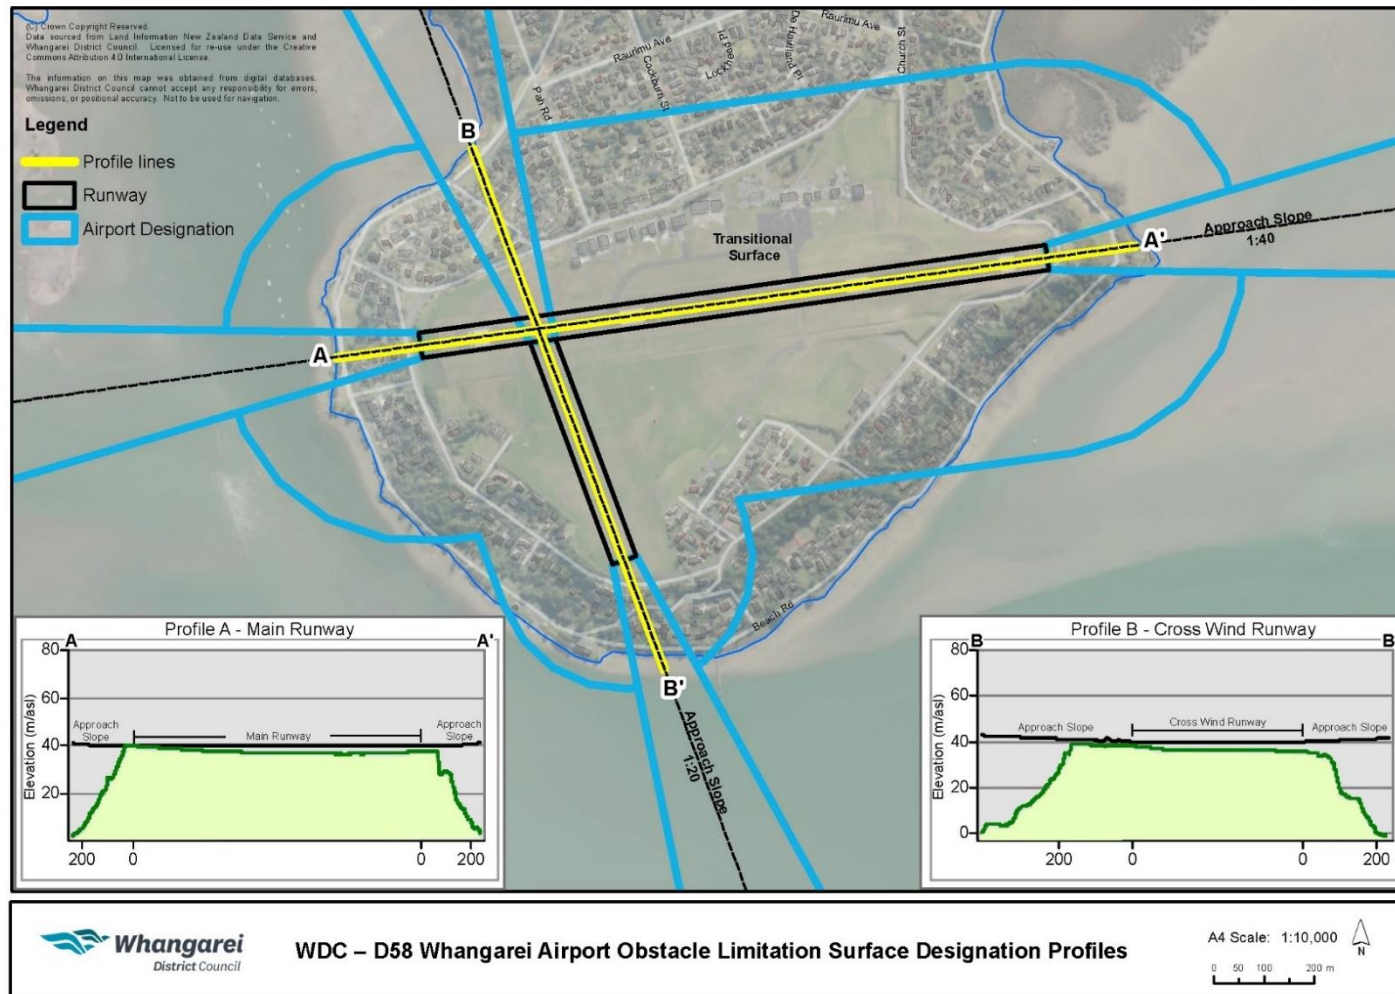 (C) Crown Copyright Reserved.
Data sourced from Land Information New Zealand Data Service and
Whangarei District Council. Licensed for re-use under the Creative
Commons Attribution 4.0 International License.
The information on this map was obtained from digital databases.
Whangarei District Council cannot accept any responsibility for errors,
omissions, or positional accuracy. Not to be used for navigation.
Legend
Profile lines
Runway
Airport Designation
Raurimu Ave
Raurimu Ave
Church St
Cockburn St
Pah Rd
B
Transitional
Surface
A'
Approach Slope
1:40
A
Beach Rd
B'
Approach Slope
1:20
Profile A - Main Runway
A
A'
Elevation (m/asl)
80
60
40
20
Approach
Slope
Main Runway
Approach
Slope
200
0
0
200
Profile B - Cross Wind Runway
B
B
Elevation (m/asl)
80
60
40
20
0
Approach Slope
Cross Wind Runway
Approach Slope
200
0
0
200
Whangarei
District Council
WDC – D58 Whangarei Airport Obstacle Limitation Surface Designation Profiles
A4 Scale: 1:10,000
N
0 50 100 200 m